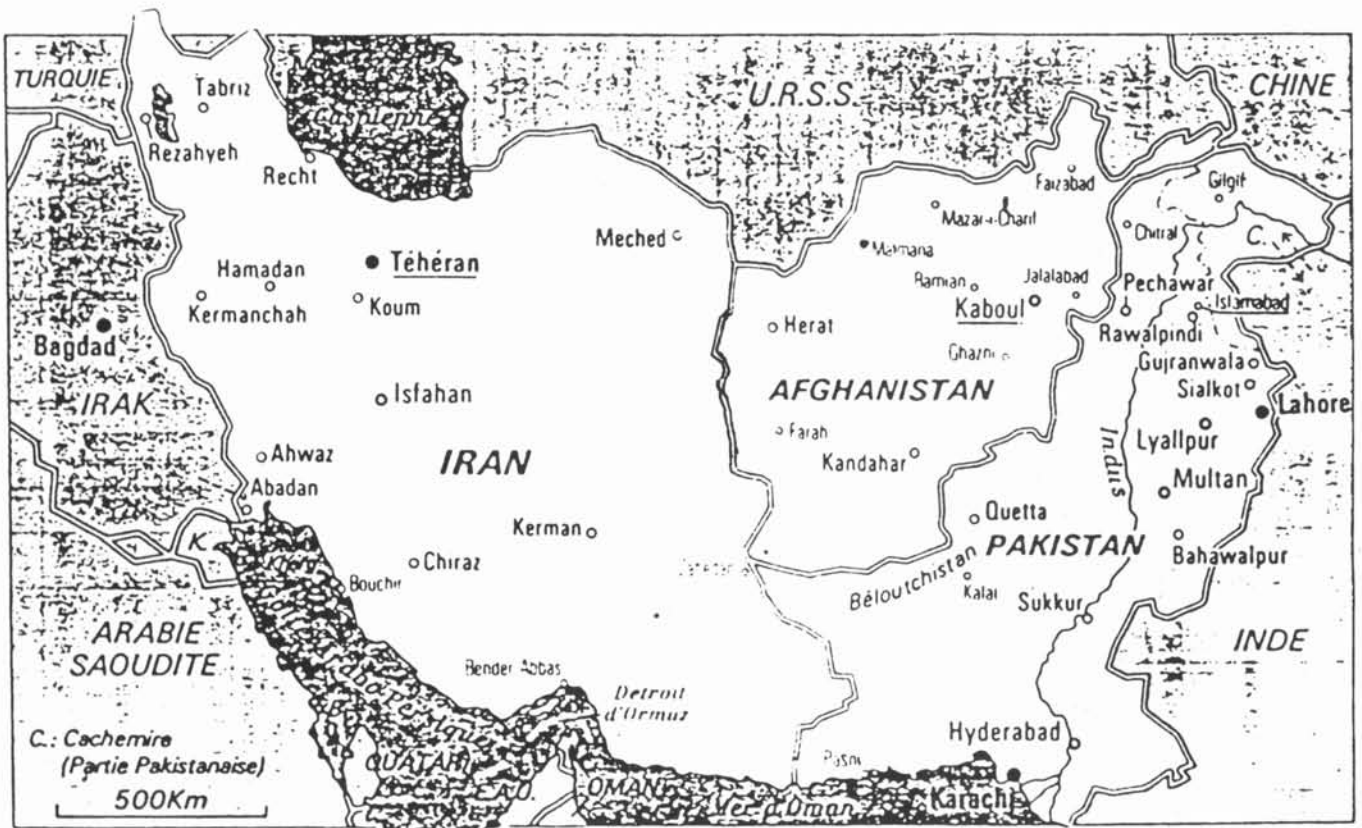 TURQUIE
Tabriz
Rezahyeh
Recht
Caspienne
U.R.S.S.
CHINE
Faizabad
Gilgit
Mazar-i-Charif
Maimana
Chitral
C.
Meched
Hamadan
Téhéran
Kermanchah
Koum
Bamian
Jalalabad
Kaboul
Pechawar
Islamabad
Rawalpindi
Bagdad
Herat
Ghazni
Gujranwala
Sialkot
IRAK
Isfahan
AFGHANISTAN
Lahore
Lyallpur
Farah
Kandahar
Indus
Ahwaz
IRAN
Multan
Abadan
Quetta
K.
Kerman
PAKISTAN
Bahawalpur
Chiraz
Bouchir
Béloutchistan
Kalat
Sukkur
ARABIE
SAOUDITE
INDE
Bender Abbas
Detroit
d'Ormuz
C.: Cachemire
(Partie Pakistanaise)
Hyderabad
Pasni
QUATAR
E.A.U.
OMAN
Mer d'Oman
Karachi
500Km